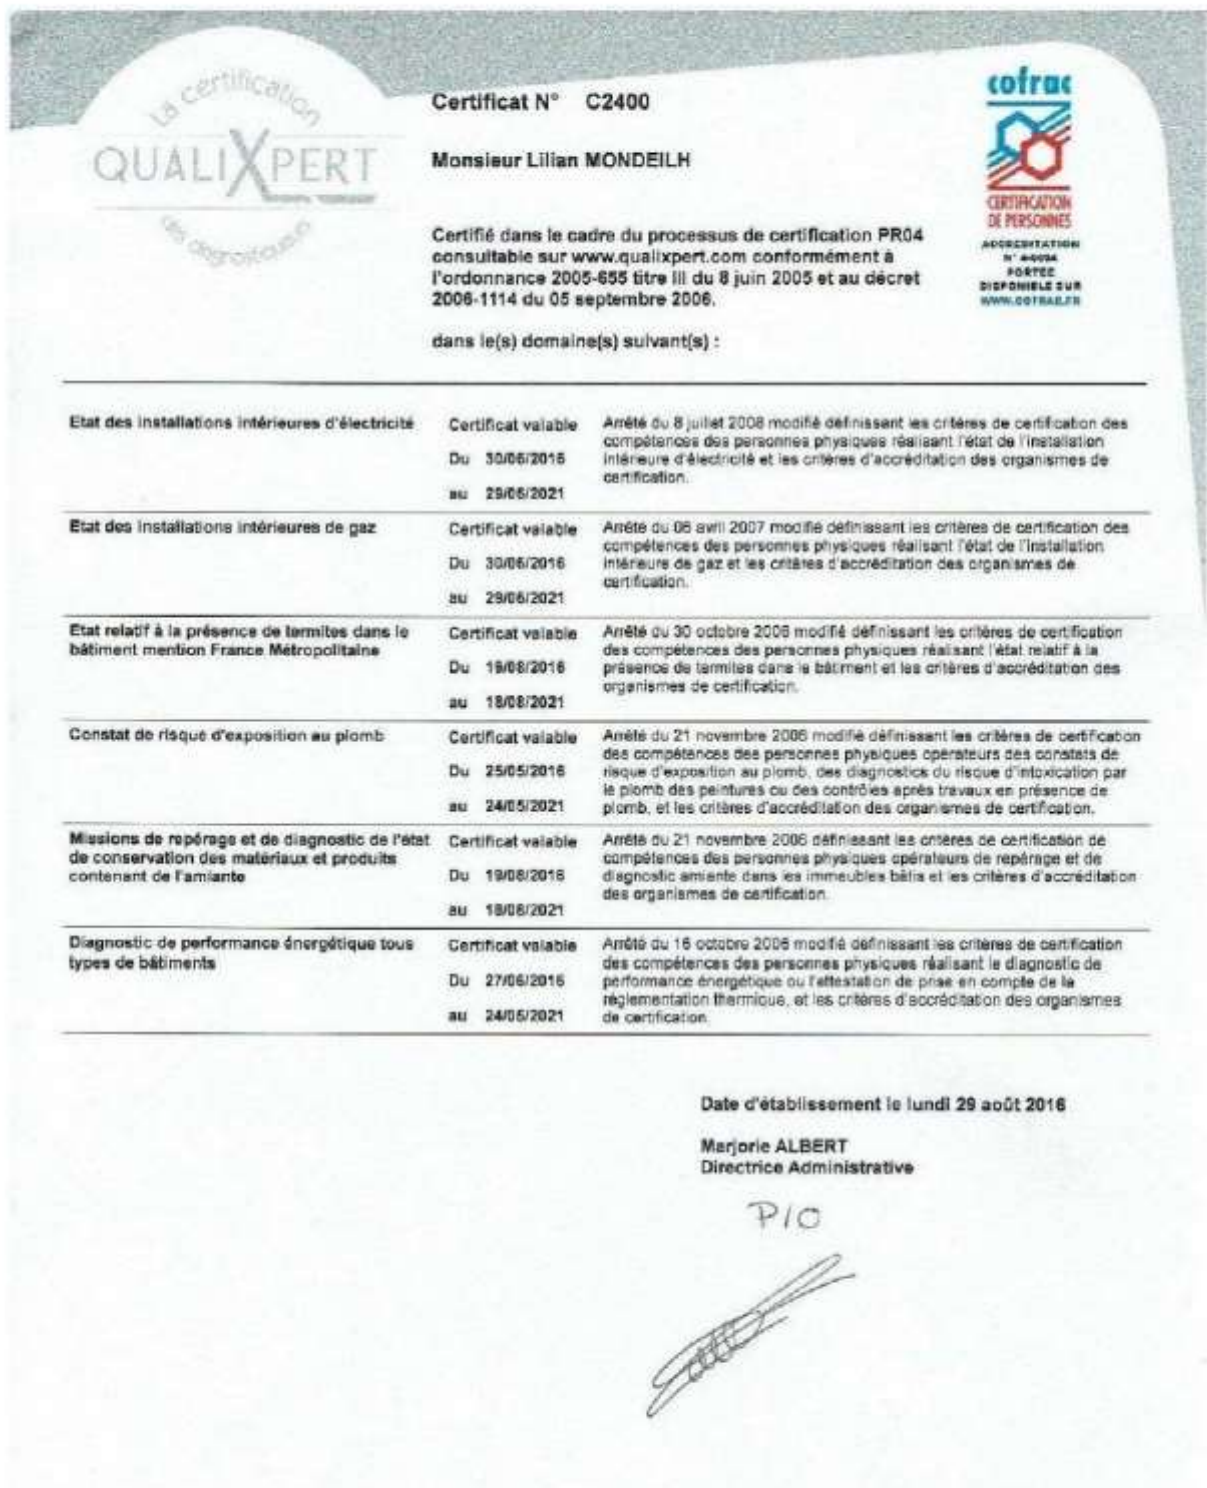 La certification
QUALIXPERT
des diagnostiqueurs
Certificat N° C2400
Monsieur Lilian MONDEILH
Certifié dans le cadre du processus de certification PR04
consultable sur www.qualixpert.com conformément à
l'ordonnance 2005-655 titre III du 8 juin 2005 et au décret
2006-1114 du 05 septembre 2006.
dans le(s) domaine(s) suivant(s) :
cofrac
CERTIFICATION
DE PERSONNES
ACCREDITATION
N° 4-0094
PORTEE
DISPONIBLE SUR
WWW.COFRAC.FR
Etat des installations intérieures d'électricité
Certificat valable
Du 30/06/2016
au 29/06/2021
Arrêté du 8 juillet 2008 modifié définissant les critères de certification des
compétences des personnes physiques réalisant l'état de l'installation
intérieure d'électricité et les critères d'accréditation des organismes de
certification.
Etat des installations intérieures de gaz
Certificat valable
Du 30/06/2016
au 29/06/2021
Arrêté du 06 avril 2007 modifié définissant les critères de certification des
compétences des personnes physiques réalisant l'état de l'installation
intérieure de gaz et les critères d'accréditation des organismes de
certification.
Etat relatif à la présence de termites dans le
bâtiment mention France Métropolitaine
Certificat valable
Du 19/08/2016
au 18/08/2021
Arrêté du 30 octobre 2006 modifié définissant les critères de certification
des compétences des personnes physiques réalisant l'état relatif à la
présence de termites dans le bâtiment et les critères d'accréditation des
organismes de certification.
Constat de risque d'exposition au plomb
Certificat valable
Du 25/05/2016
au 24/05/2021
Arrêté du 21 novembre 2006 modifié définissant les critères de certification
des compétences des personnes physiques opérateurs des constats de
risque d'exposition au plomb, des diagnostics du risque d'intoxication par
le plomb des peintures ou des contrôles après travaux en présence de
plomb, et les critères d'accréditation des organismes de certification.
Missions de repérage et de diagnostic de l'état
de conservation des matériaux et produits
contenant de l'amiante
Certificat valable
Du 19/08/2016
au 18/08/2021
Arrêté du 21 novembre 2006 définissant les critères de certification de
compétences des personnes physiques opérateurs de repérage et de
diagnostic amiante dans les immeubles bâtis et les critères d'accréditation
des organismes de certification.
Diagnostic de performance énergétique tous
types de bâtiments
Certificat valable
Du 27/06/2016
au 24/05/2021
Arrêté du 16 octobre 2006 modifié définissant les critères de certification
des compétences des personnes physiques réalisant le diagnostic de
performance énergétique ou l'attestation de prise en compte de la
réglementation thermique, et les critères d'accréditation des organismes
de certification.
Date d'établissement le lundi 29 août 2016
Marjorie ALBERT
Directrice Administrative
P/O